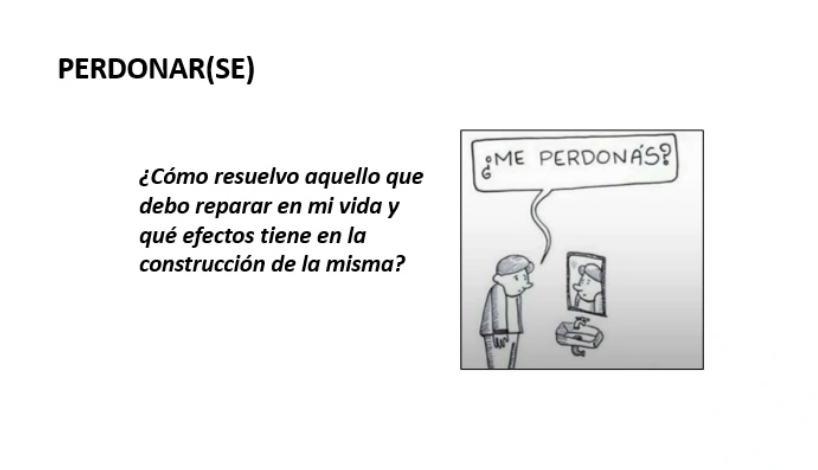 PERDONAR(SE)
¿Cómo resuelvo aquello que
debo reparar en mi vida y
qué efectos tiene en la
construcción de la misma?
¿ME PERDONÁS?